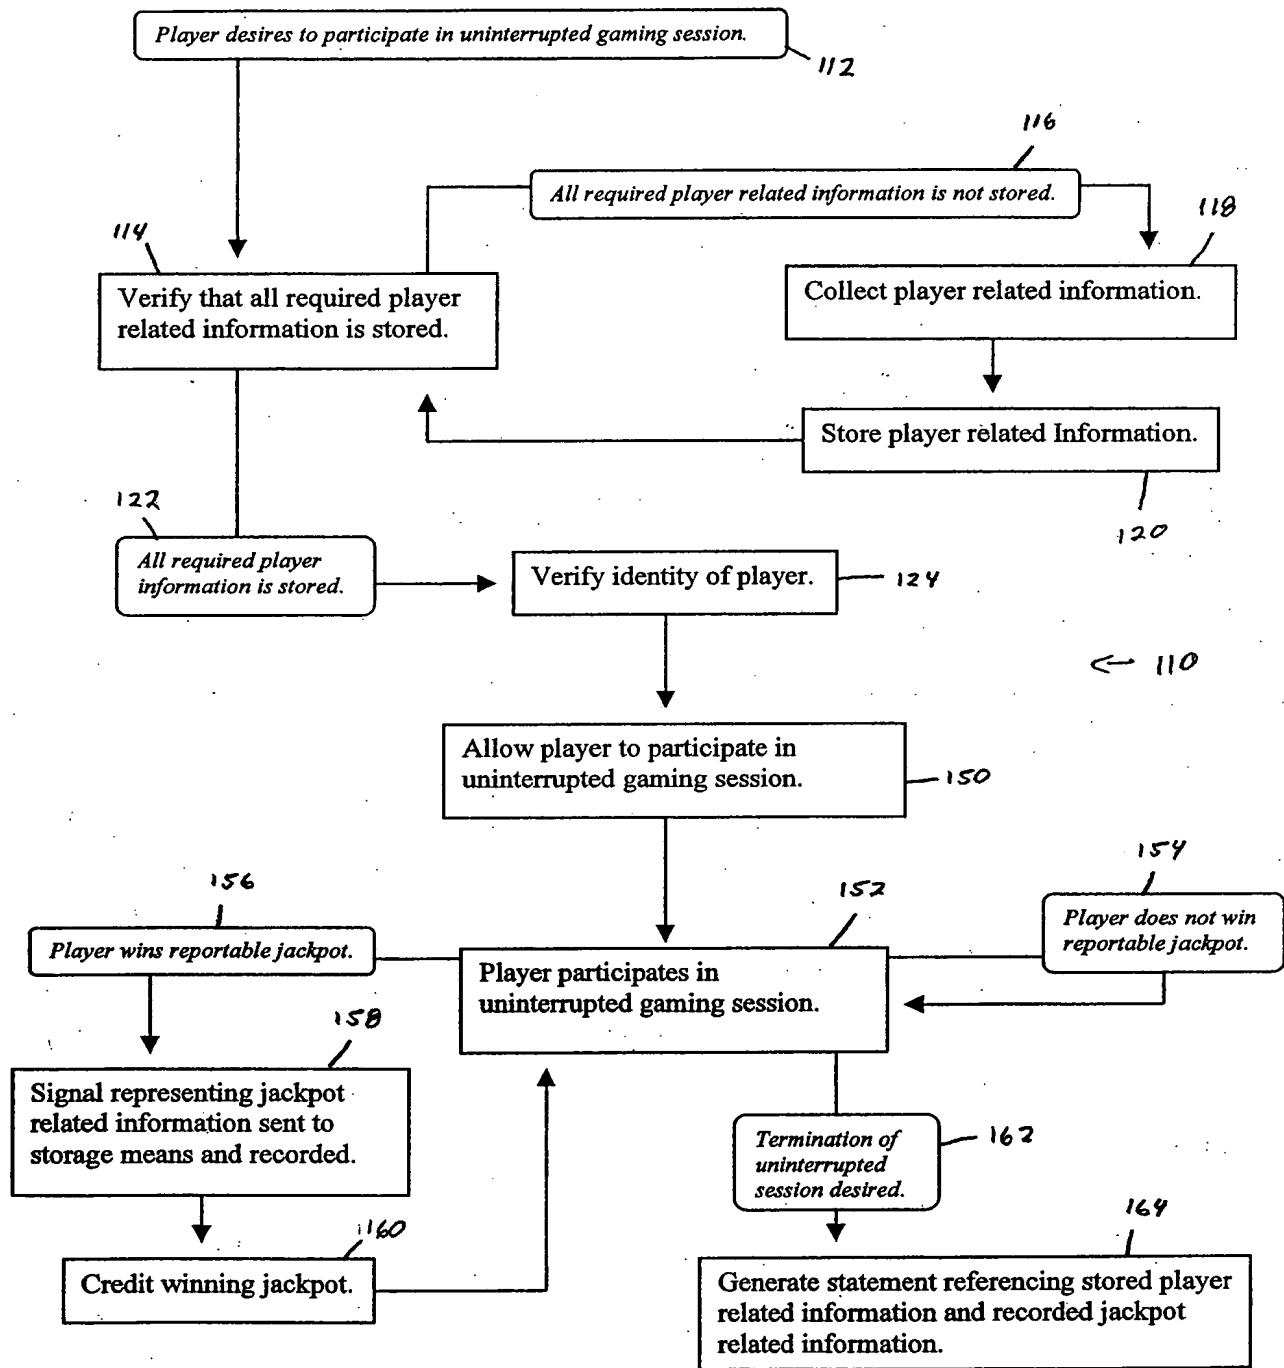 Player desires to participate in uninterrupted gaming session.
112
116
All required player related information is not stored.
118
114
Verify that all required player
related information is stored.
Collect player related information.
Store player related Information.
120
122
All required player
information is stored.
Verify identity of player.
124
110
Allow player to participate in
uninterrupted gaming session.
150
154
156
152
Player does not win
reportable jackpot.
Player wins reportable jackpot.
Player participates in
uninterrupted gaming session.
158
Signal representing jackpot
related information sent to
storage means and recorded.
Termination of
uninterrupted
session desired.
162
160
164
Credit winning jackpot.
Generate statement referencing stored player
related information and recorded jackpot
related information.